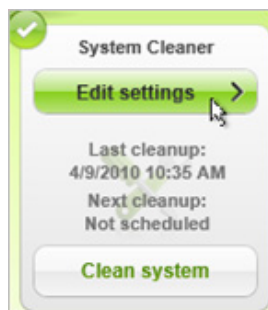 System Cleaner
Edit settings
Last cleanup:
4/9/2010 10:35 AM
Next cleanup:
Not scheduled
Clean system